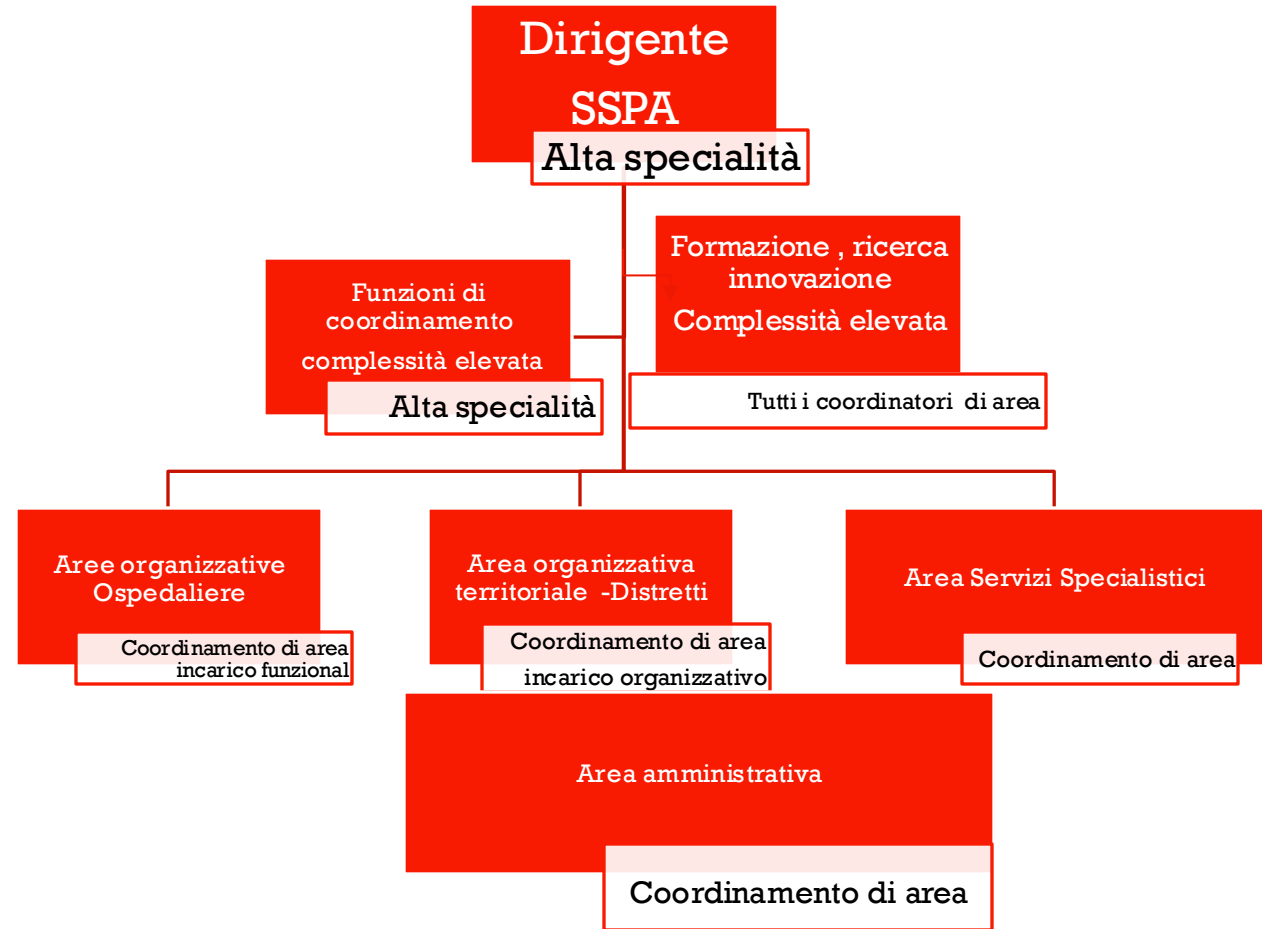 Dirigente
SSPA
Alta specialità
Formazione , ricerca
innovazione
Complessità elevata
Tutti i coordinatori di area
Funzioni di
coordinamento
complessità elevata
Alta specialità
Aree organizzative
Ospedaliere
Coordinamento di area
incarico funzional
Area organizzativa
territoriale -Distretti
Coordinamento di area
incarico organizzativo
Area Servizi Specialistici
Coordinamento di area
Area amministrativa
Coordinamento di area